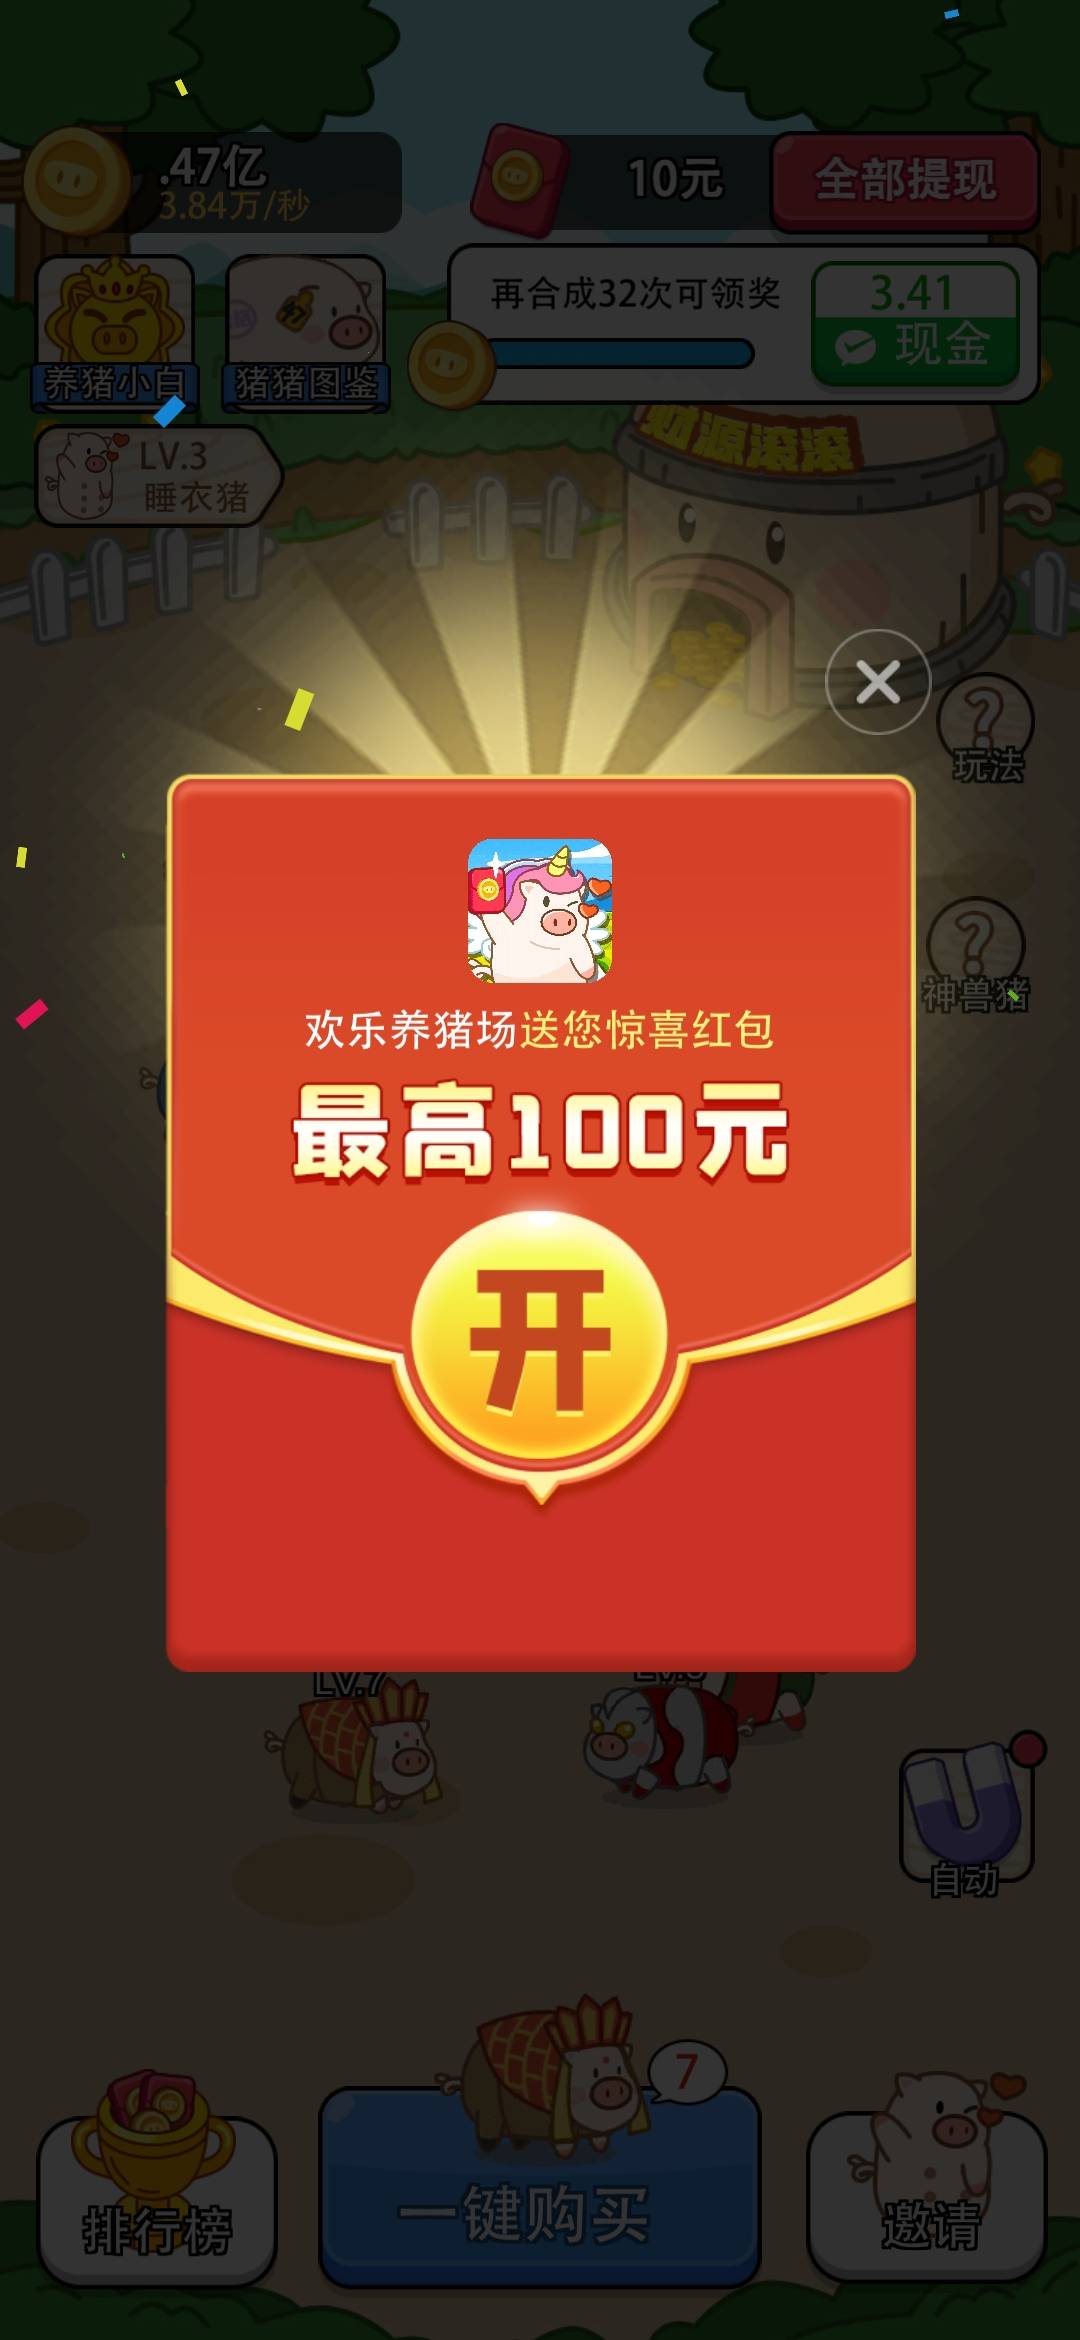 .47亿
3.84万/秒
10元
全部提现
再合成32次可领奖
3.41
现金
养猪小白
猪猪图鉴
LV.3
睡衣猪
财源滚滚
玩法
神兽猪
欢乐养猪场送您惊喜红包
最高100元
开
LV.7
自动
7
一键购买
排行榜
邀请